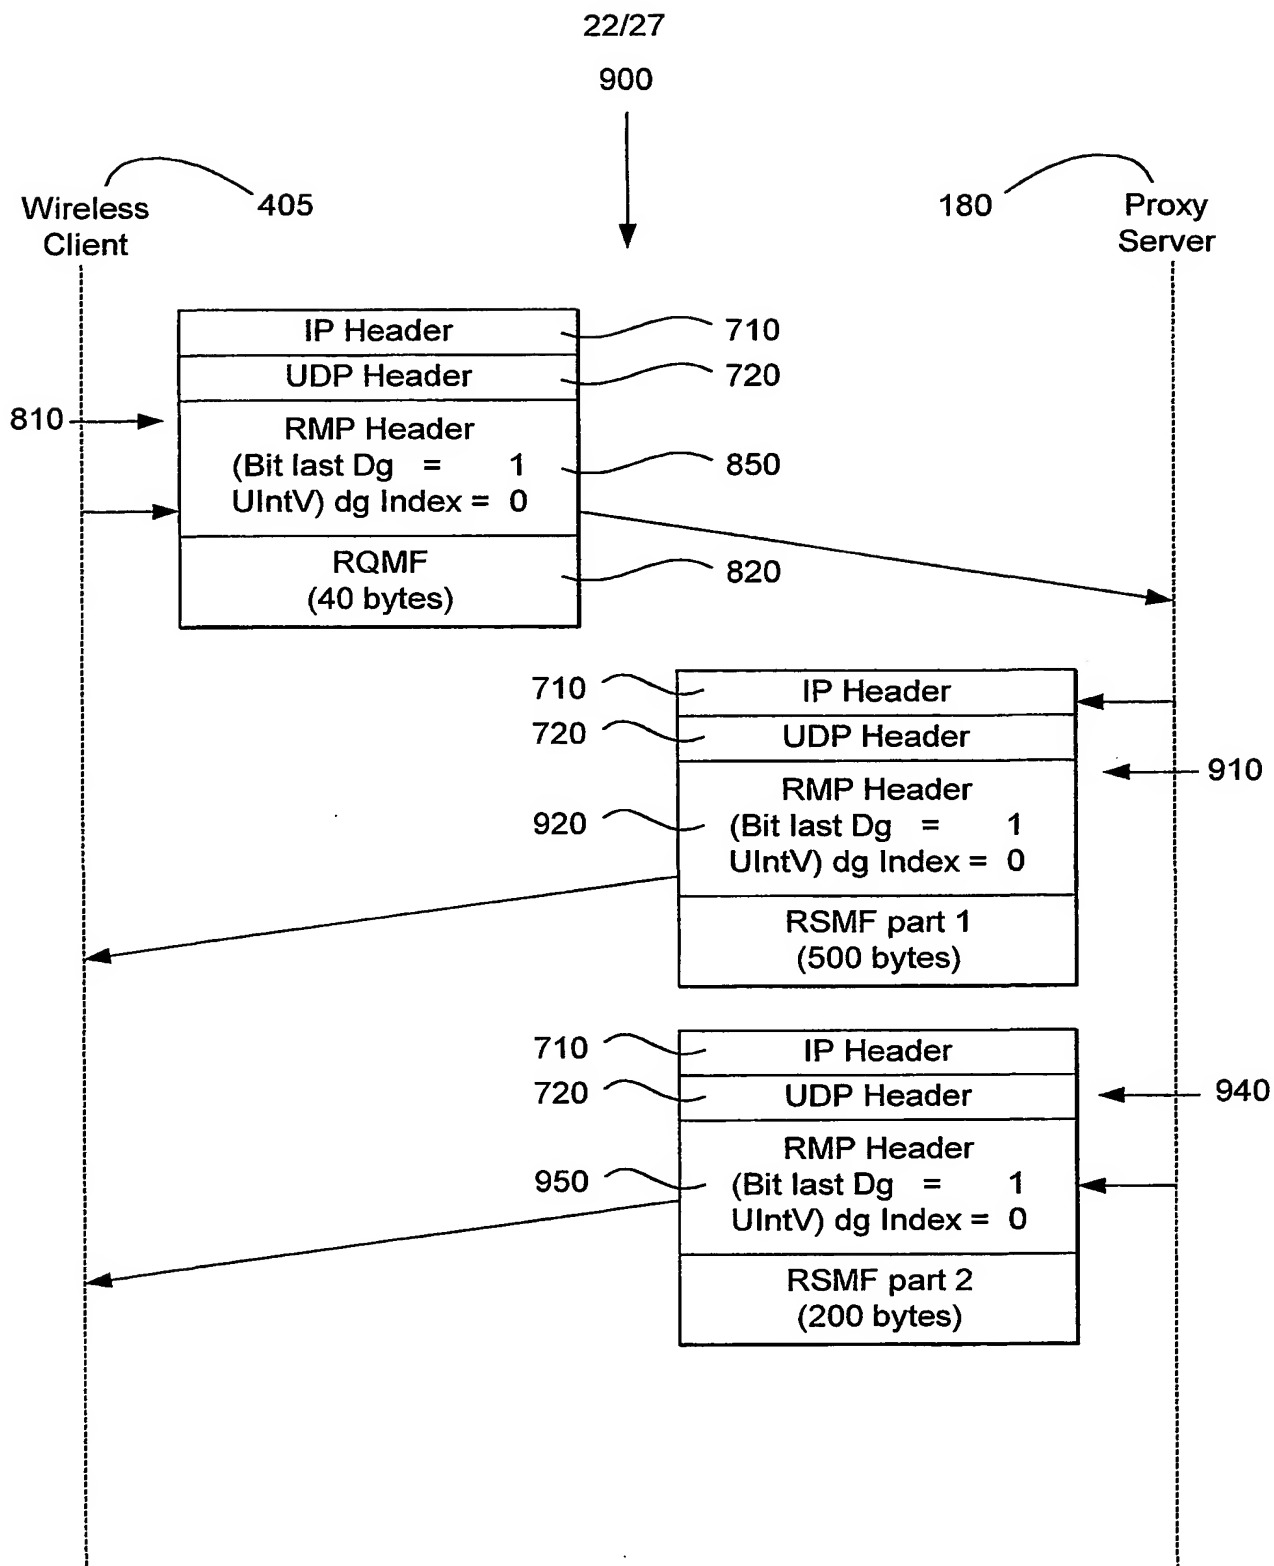 22/27
900
Wireless
Client
405
180
Proxy
Server
IP Header
710
UDP Header
720
810
RMP Header
(Bit last Dg = 1
850
UIntV) dg Index = 0
RQMF
820
(40 bytes)
710
IP Header
720
UDP Header
910
RMP Header
920
(Bit last Dg = 1
UIntV) dg Index = 0
RSMF part 1
(500 bytes)
710
IP Header
720
UDP Header
940
RMP Header
950
(Bit last Dg = 1
UIntV) dg Index = 0
RSMF part 2
(200 bytes)